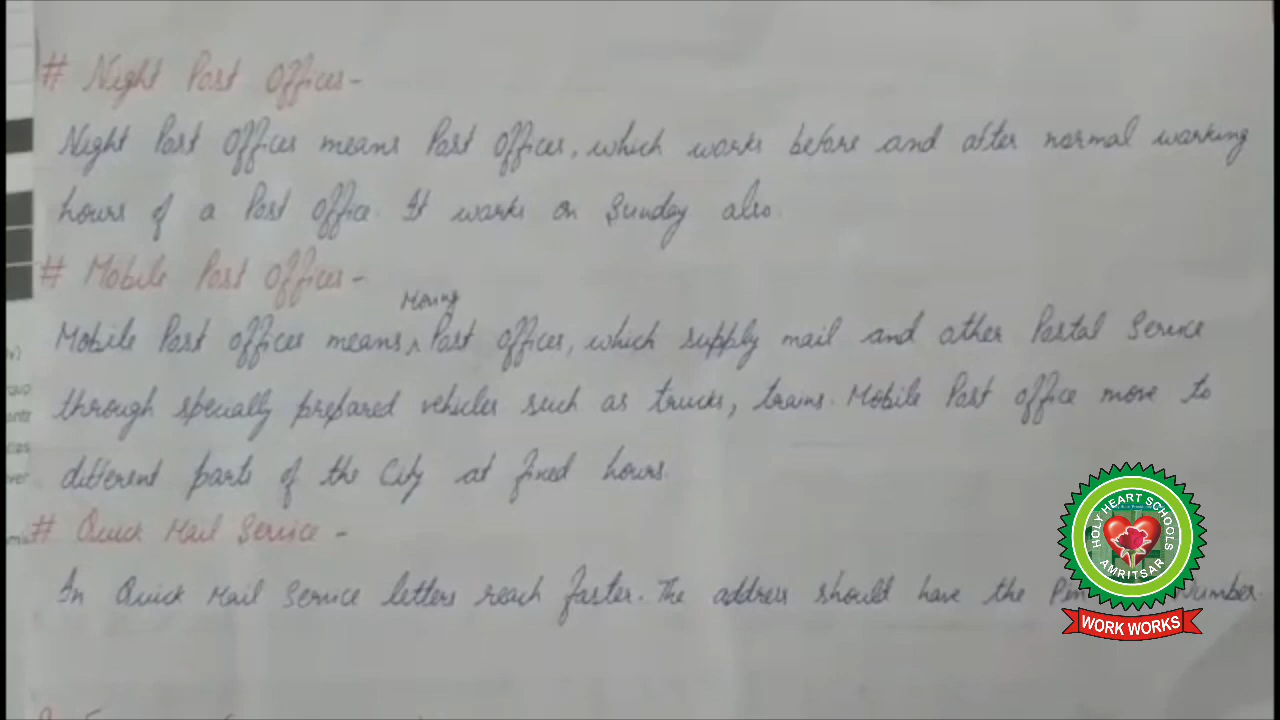 # Night Post Offices-
Night Post Offices means Post Offices, which works before and after normal working
hours of a Post Office. It works on Sunday also.
# Mobile Post Offices-
Moving
Mobile Post Offices means ^ Post offices, which supply mail and other Postal Service
through specially prepared vehicles such as trucks, trains. Mobile Post office move to
different parts of the City at fixed hours.
# Quick Mail Service -
In Quick Mail Service letters reach faster. The address should have the Pin Number.
HOLY HEART SCHOOLS
AMRITSAR
WORK WORKS